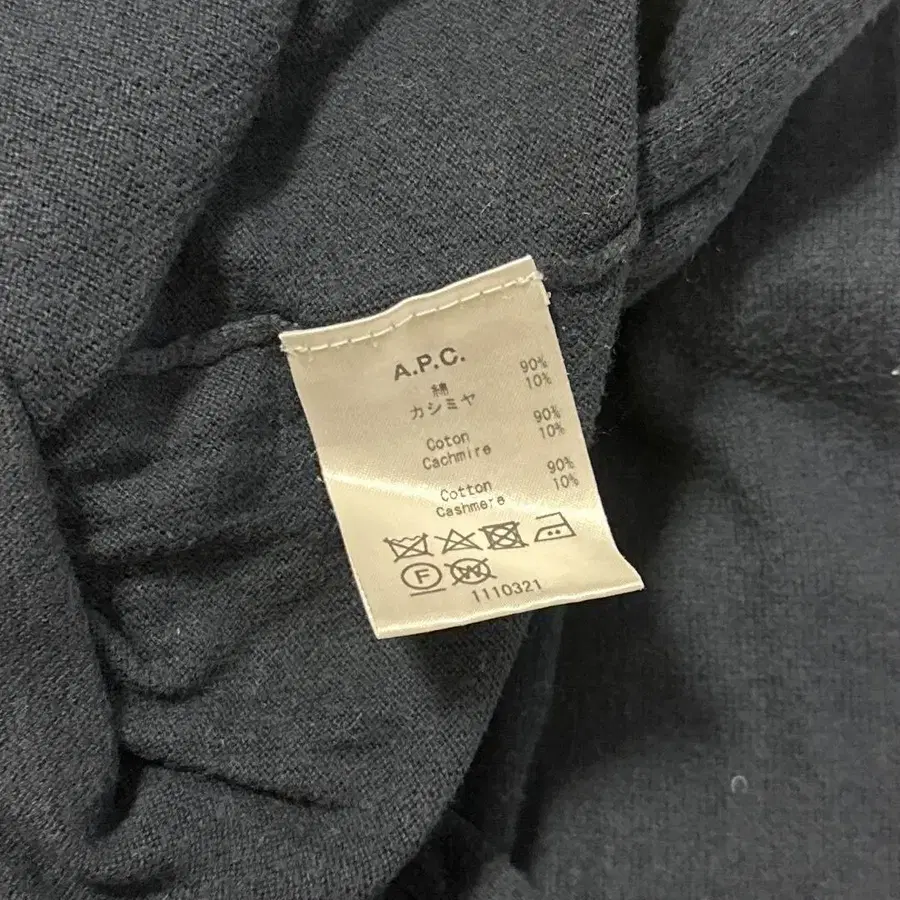 A.P.C.
綿 90%
カシミヤ 10%
Coton 90%
Cachmire 10%
Cotton 90%
Cashmere 10%
F W
1110321